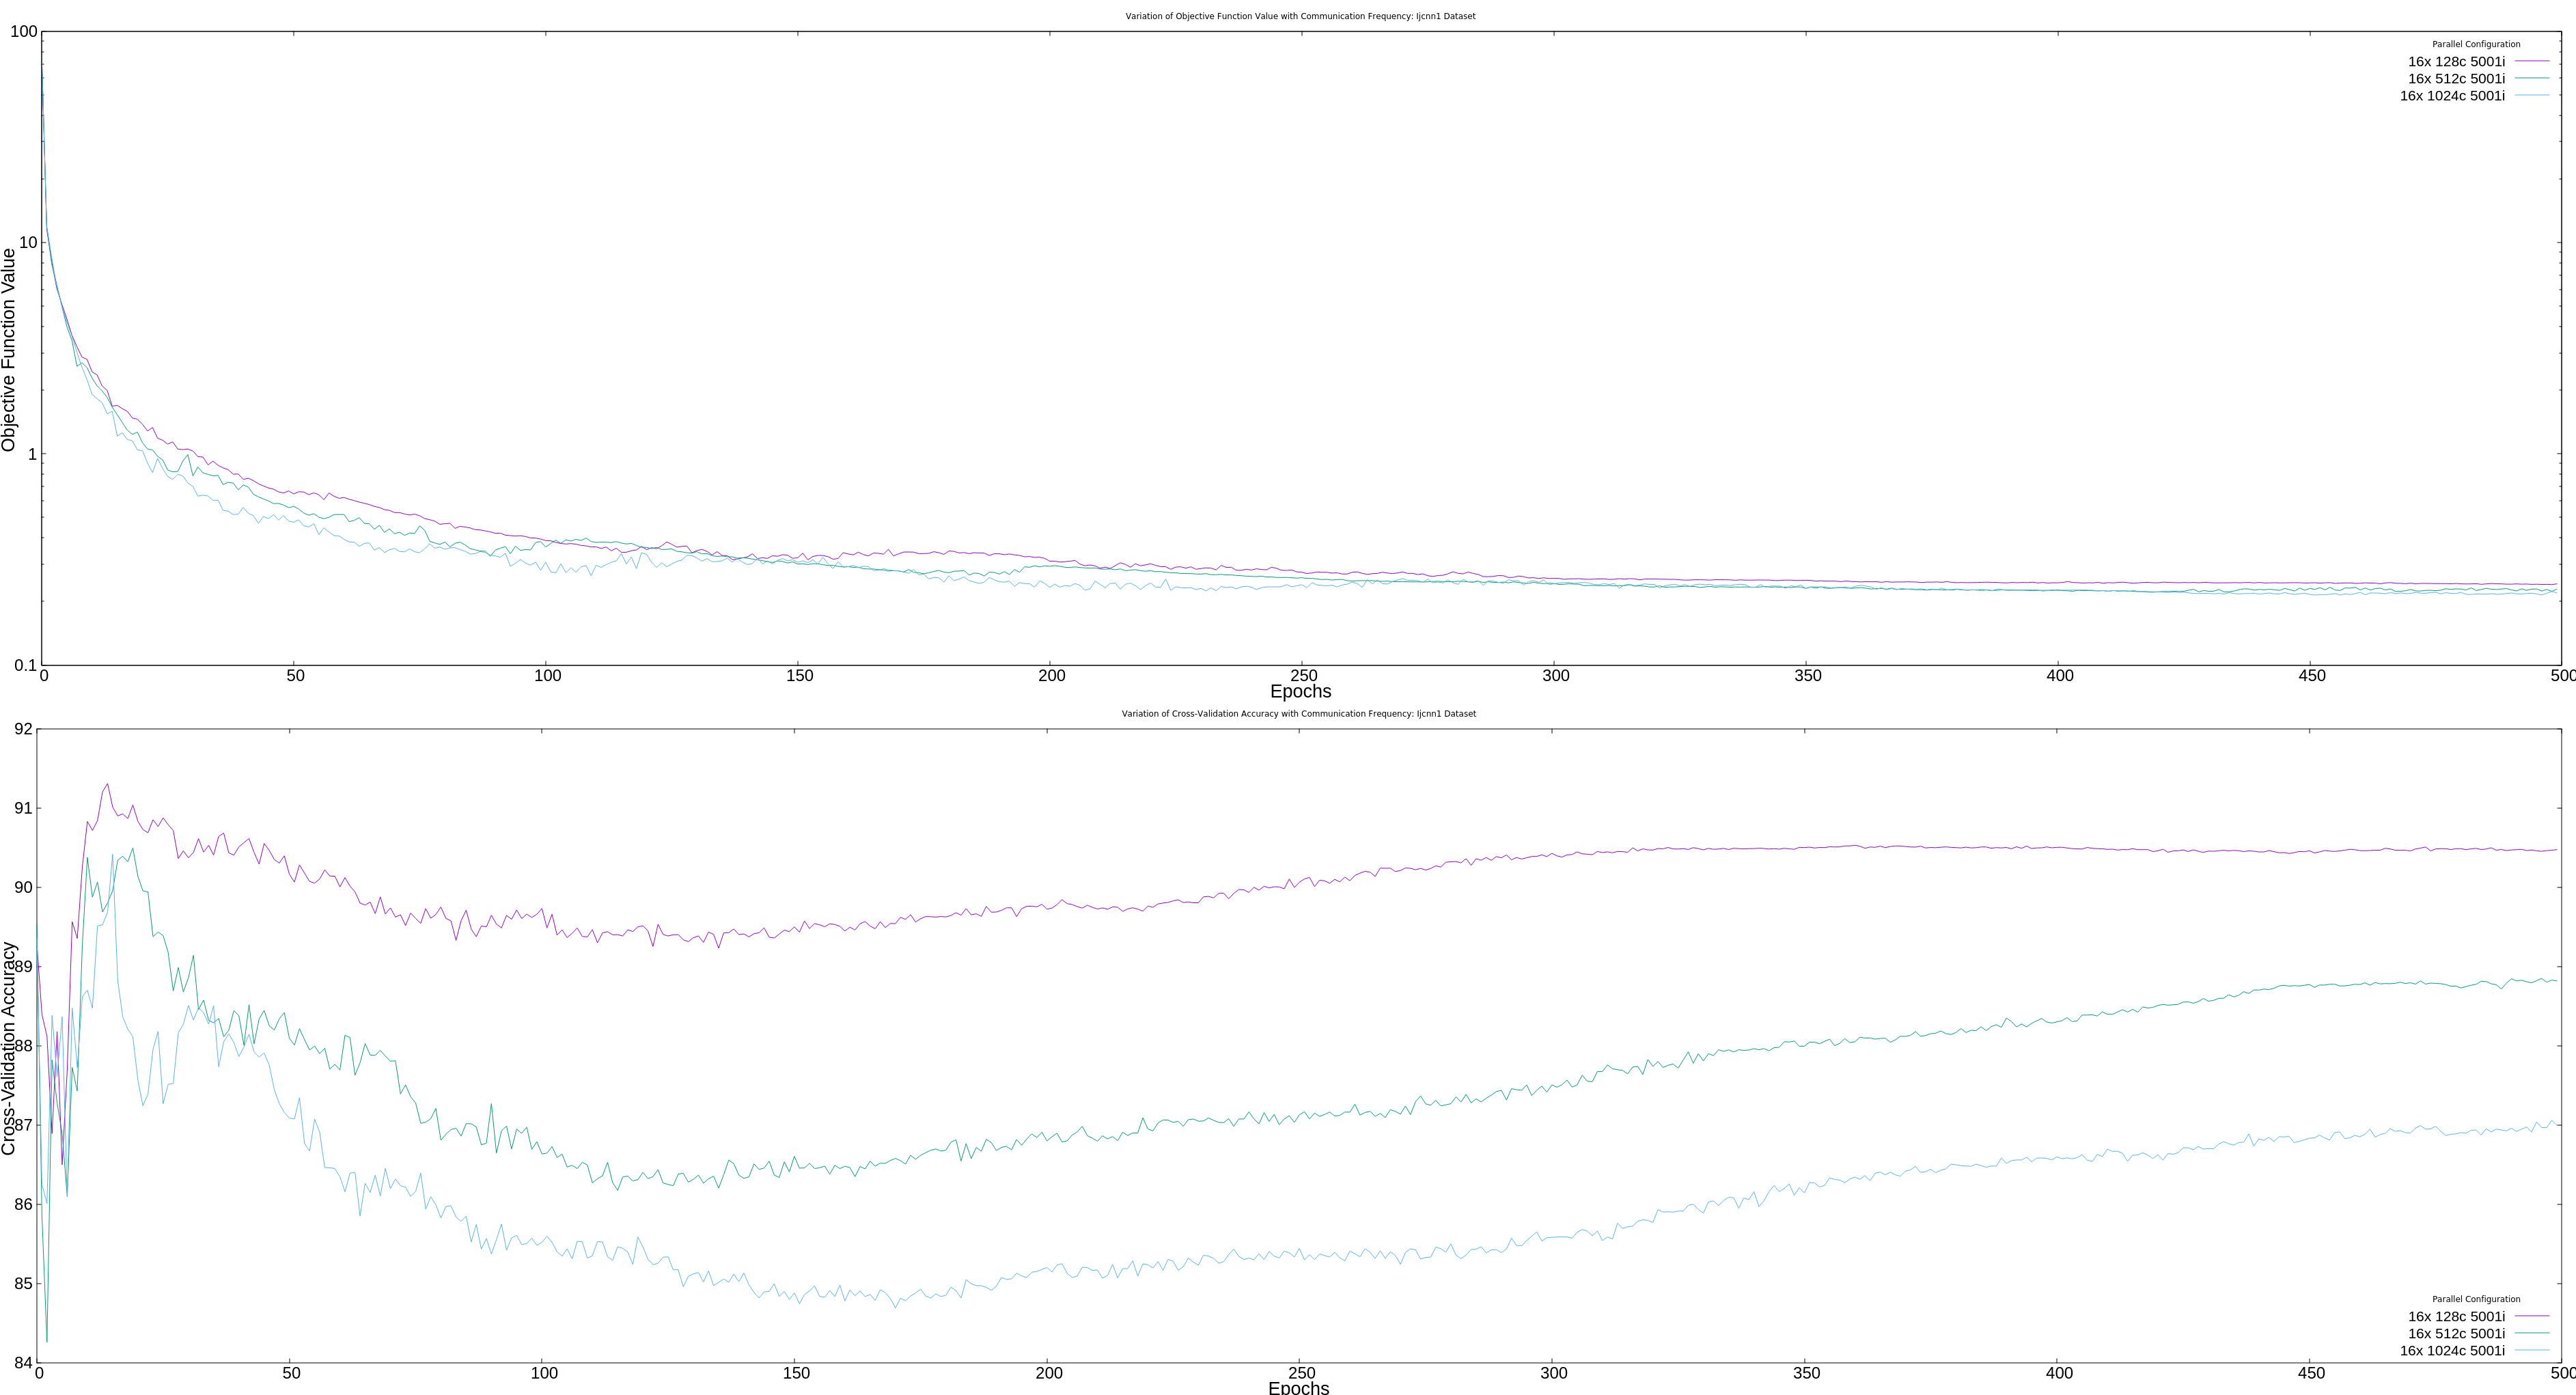 Variation of Objective Function Value with Communication Frequency: Ijcnn1 Dataset
100
10
1
0.1
Objective Function Value
Parallel Configuration
16x 128c 5001i
16x 512c 5001i
16x 1024c 5001i
0 50 100 150 200 250 300 350 400 450 500
Epochs
Variation of Cross-Validation Accuracy with Communication Frequency: Ijcnn1 Dataset
92
91
90
89
88
87
86
85
84
Cross-Validation Accuracy
Parallel Configuration
16x 128c 5001i
16x 512c 5001i
16x 1024c 5001i
0 50 100 150 200 250 300 350 400 450 500
Epochs